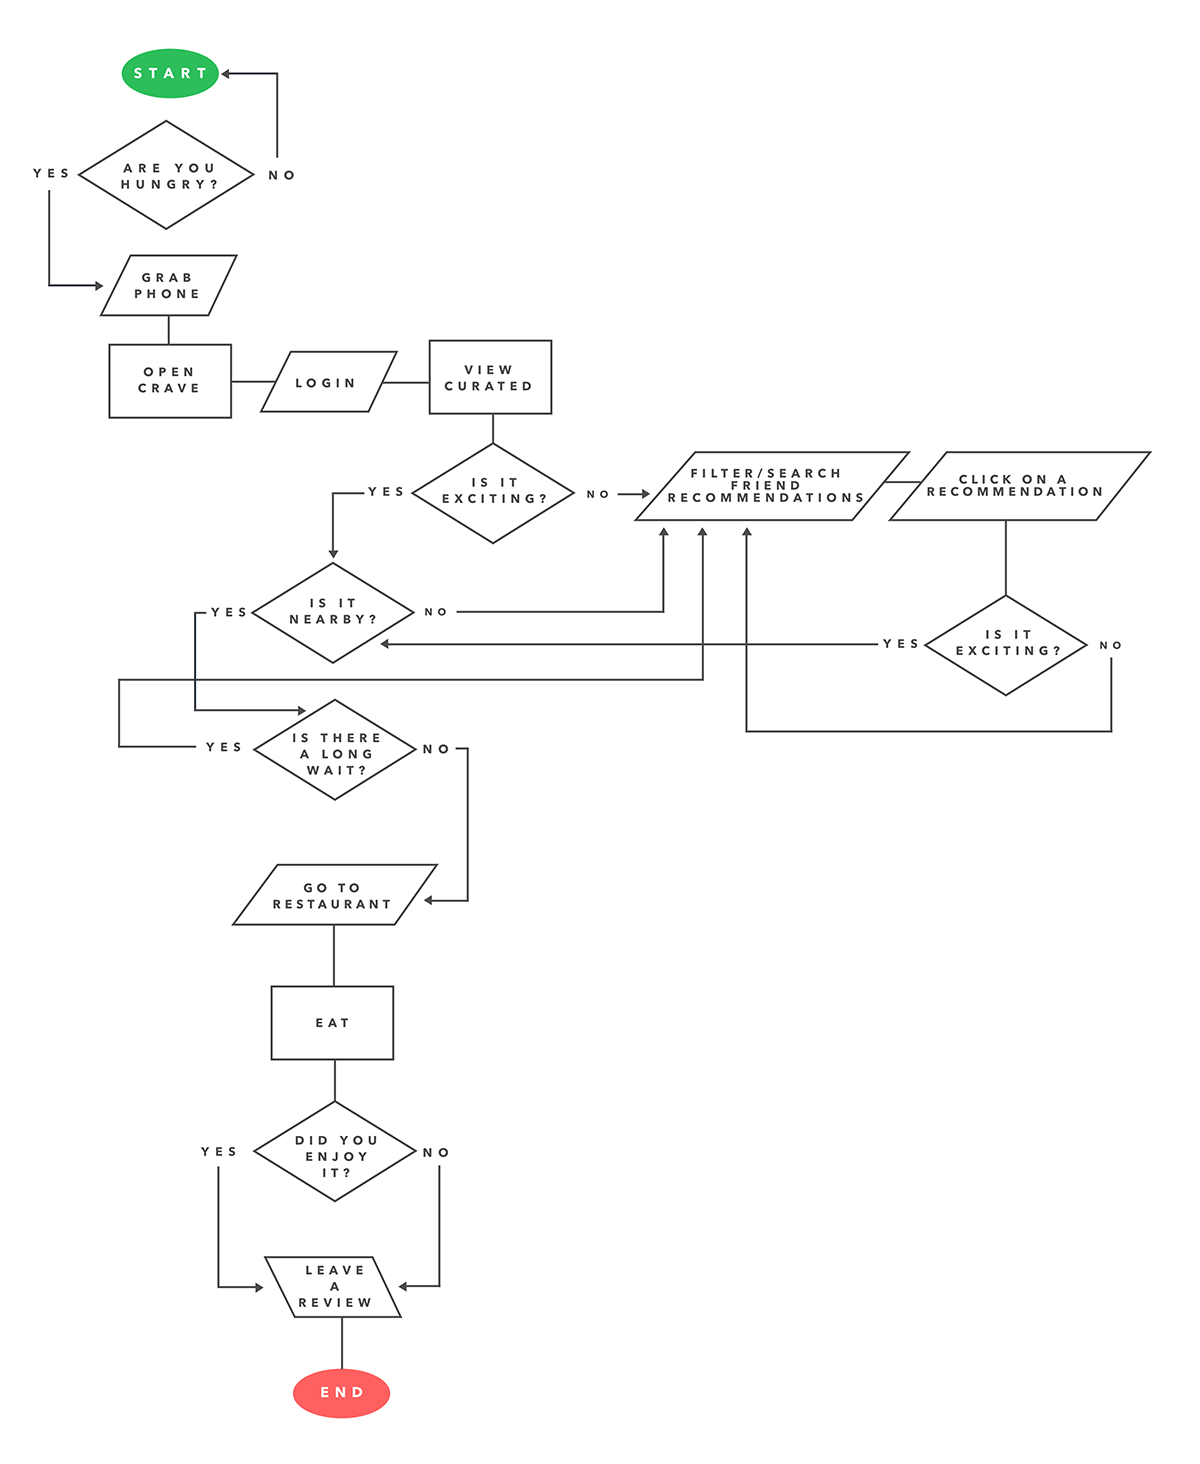 START
ARE YOU
HUNGRY?
YES
NO
GRAB
PHONE
OPEN
CRAVE
LOGIN
VIEW
CURATED
IS IT
EXCITING?
YES
NO
FILTER/SEARCH
FRIEND
RECOMMENDATIONS
CLICK ON A
RECOMMENDATION
IS IT
NEARBY?
YES
NO
IS IT
EXCITING?
YES
NO
IS THERE
A LONG
WAIT?
YES
NO
GO TO
RESTAURANT
EAT
DID YOU
ENJOY
IT?
YES
NO
LEAVE
A
REVIEW
END